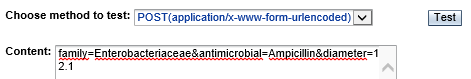 Choose method to test: POST(application/x-www-form-urlencoded) Test
Content: family=Enterobacteriaceae&antimicrobial=Ampicillin&diameter=1
2.1